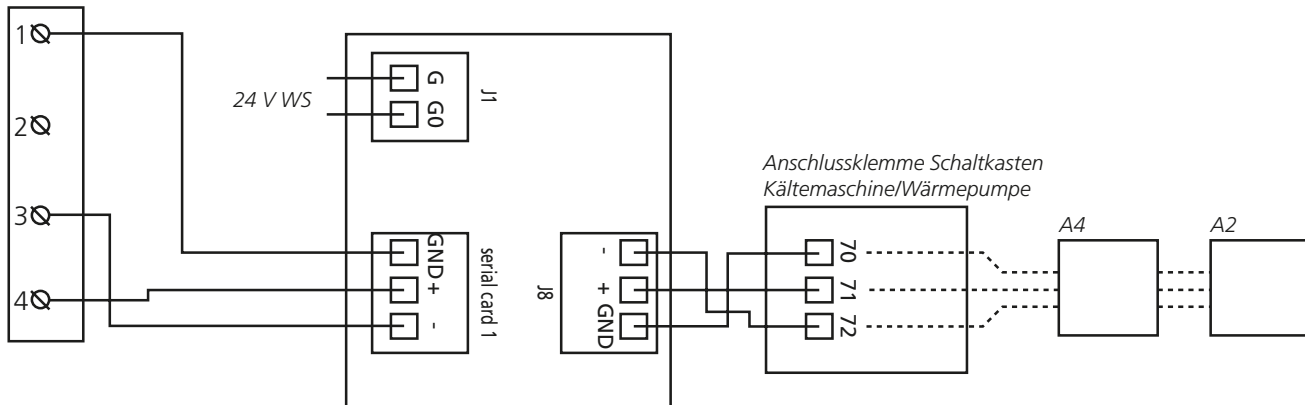 1
2
3
4
24 V WS
G
G0
J1
GND
+
-
serial card 1
-
+
GND
J8
Anschlussklemme Schaltkasten
Kältemaschine/Wärmepumpe
70
71
72
A4
A2